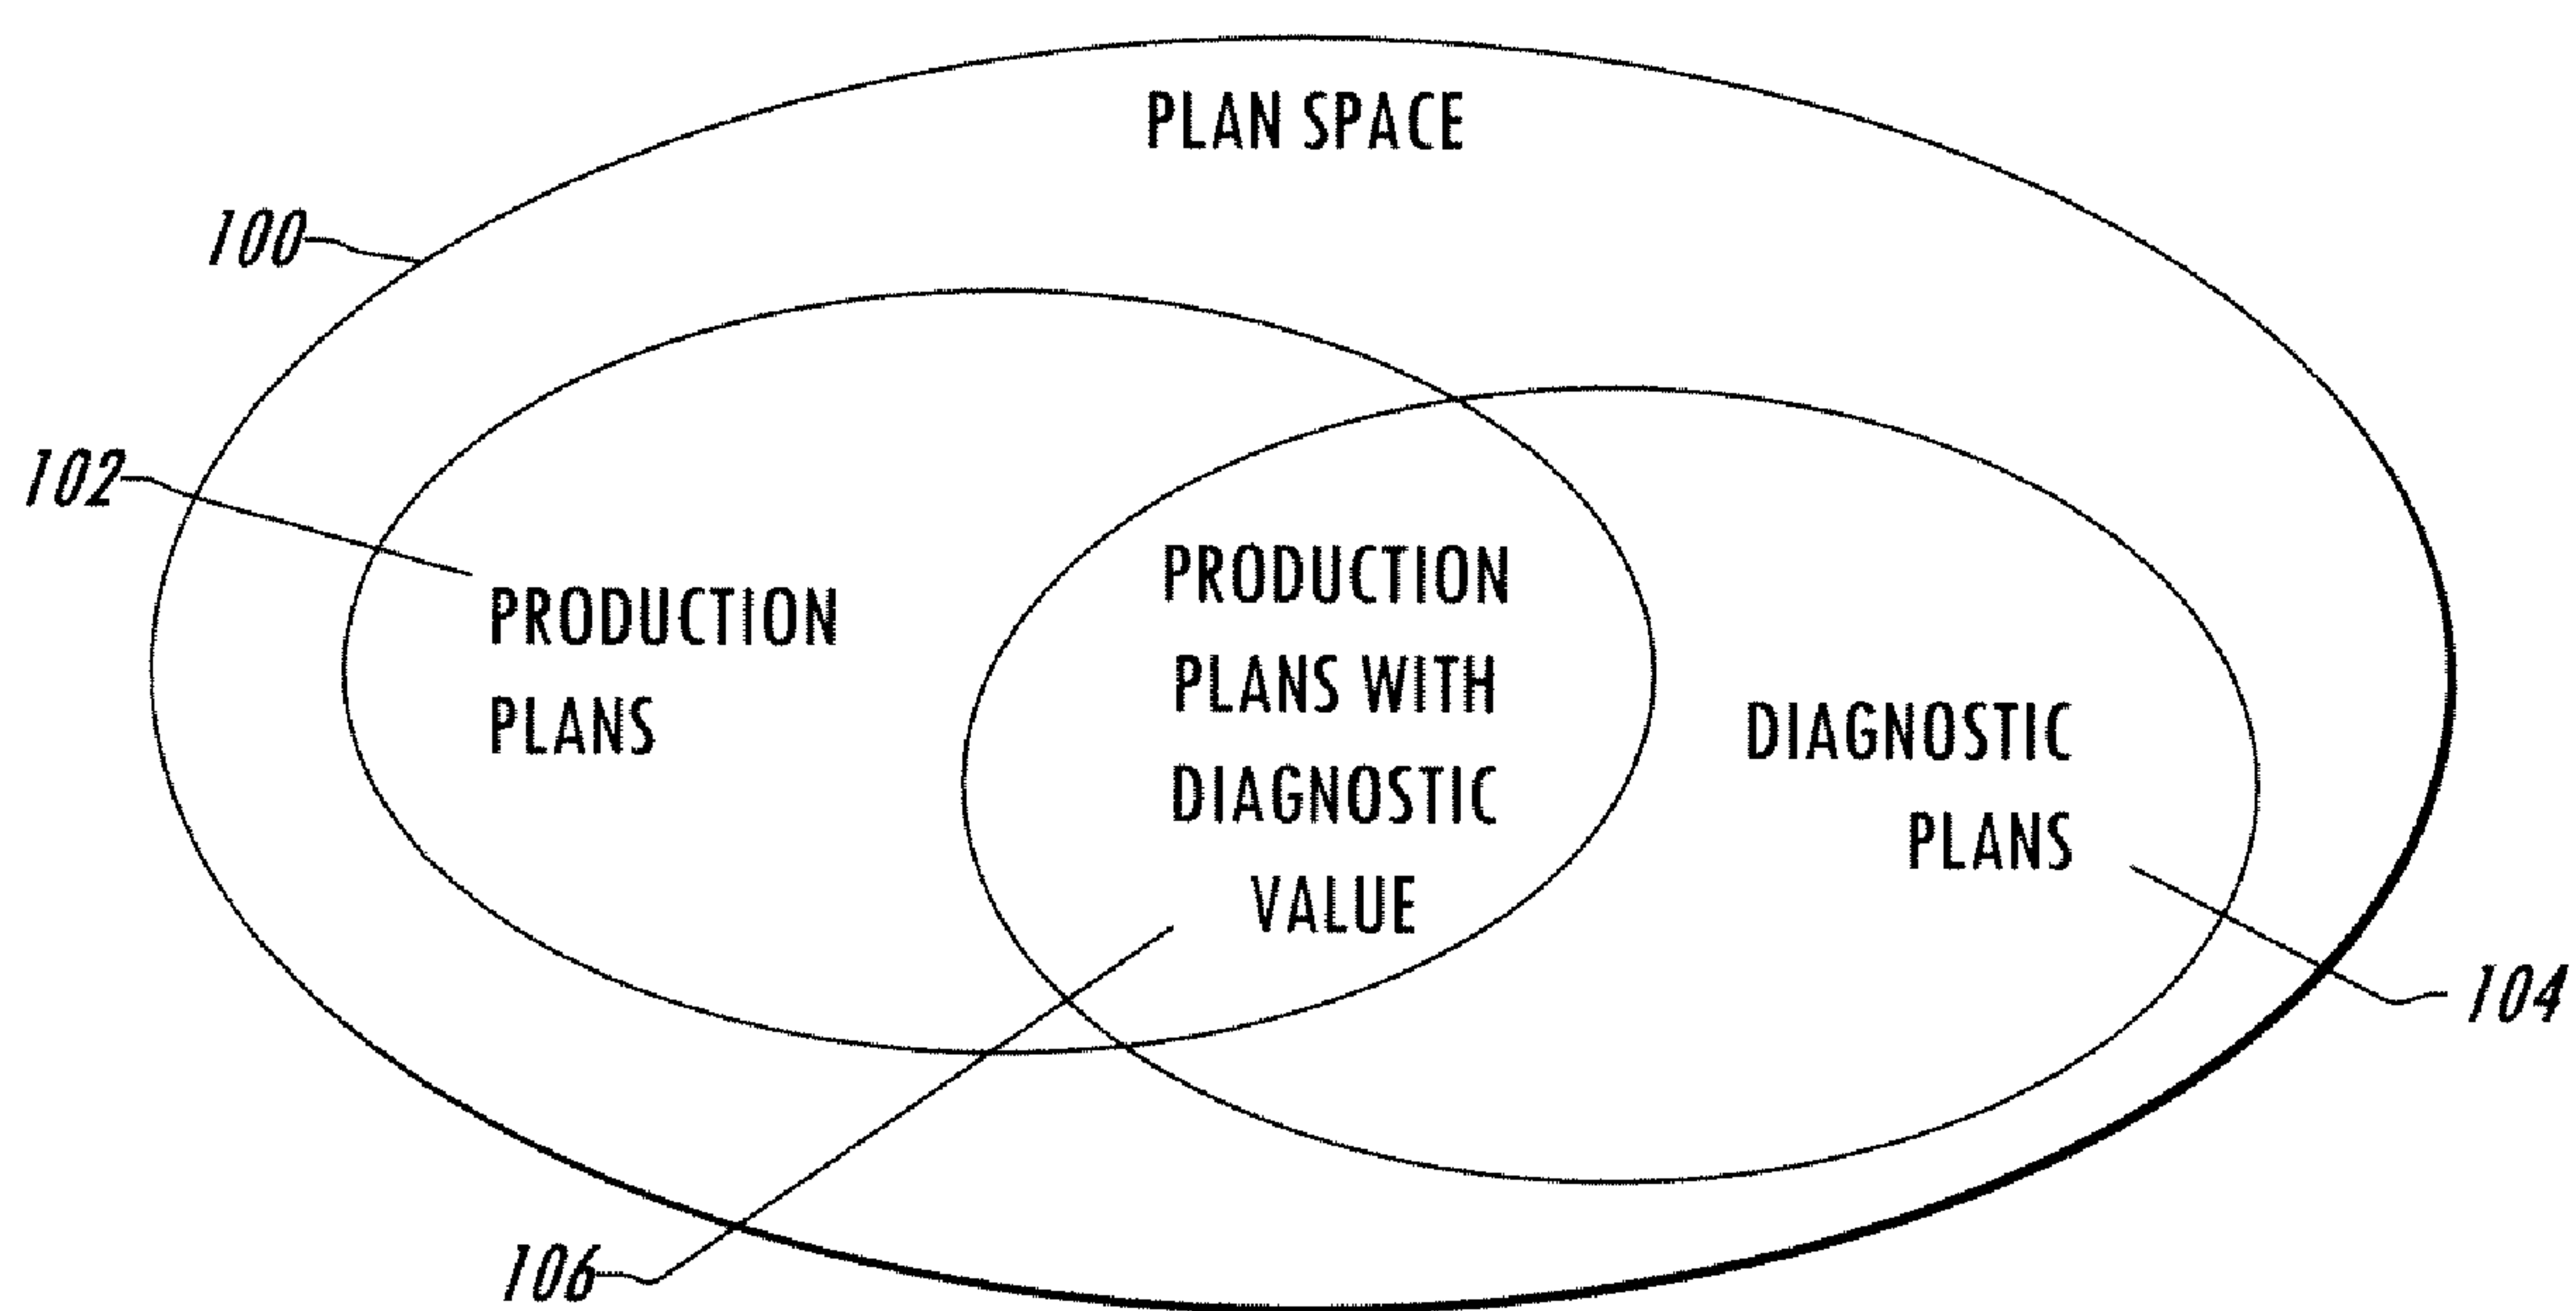 PLAN SPACE
100
102
PRODUCTION
PLANS
PRODUCTION
PLANS WITH
DIAGNOSTIC
VALUE
DIAGNOSTIC
PLANS
104
106